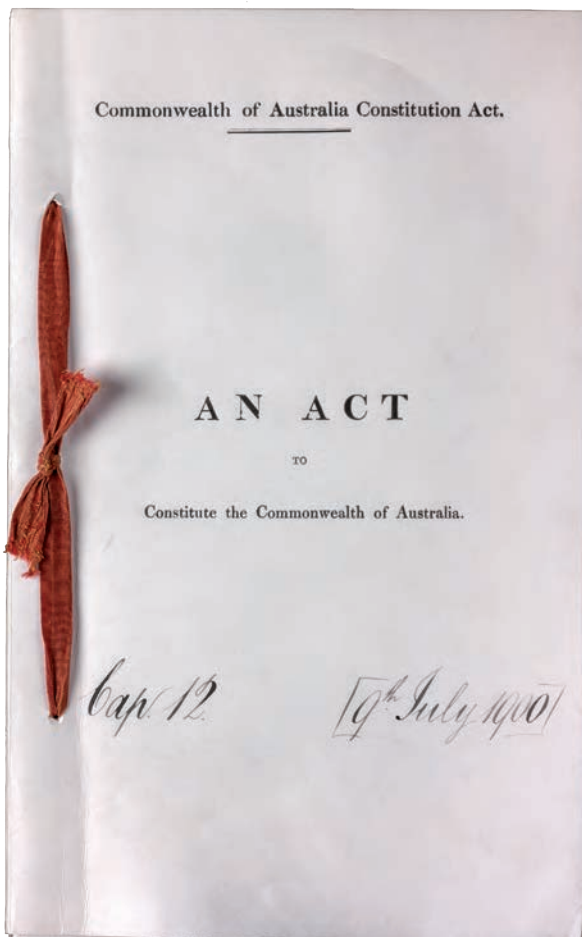 Commonwealth of Australia Constitution Act.
AN ACT
TO
Constitute the Commonwealth of Australia.
Cap. 12. [9th July 1900]